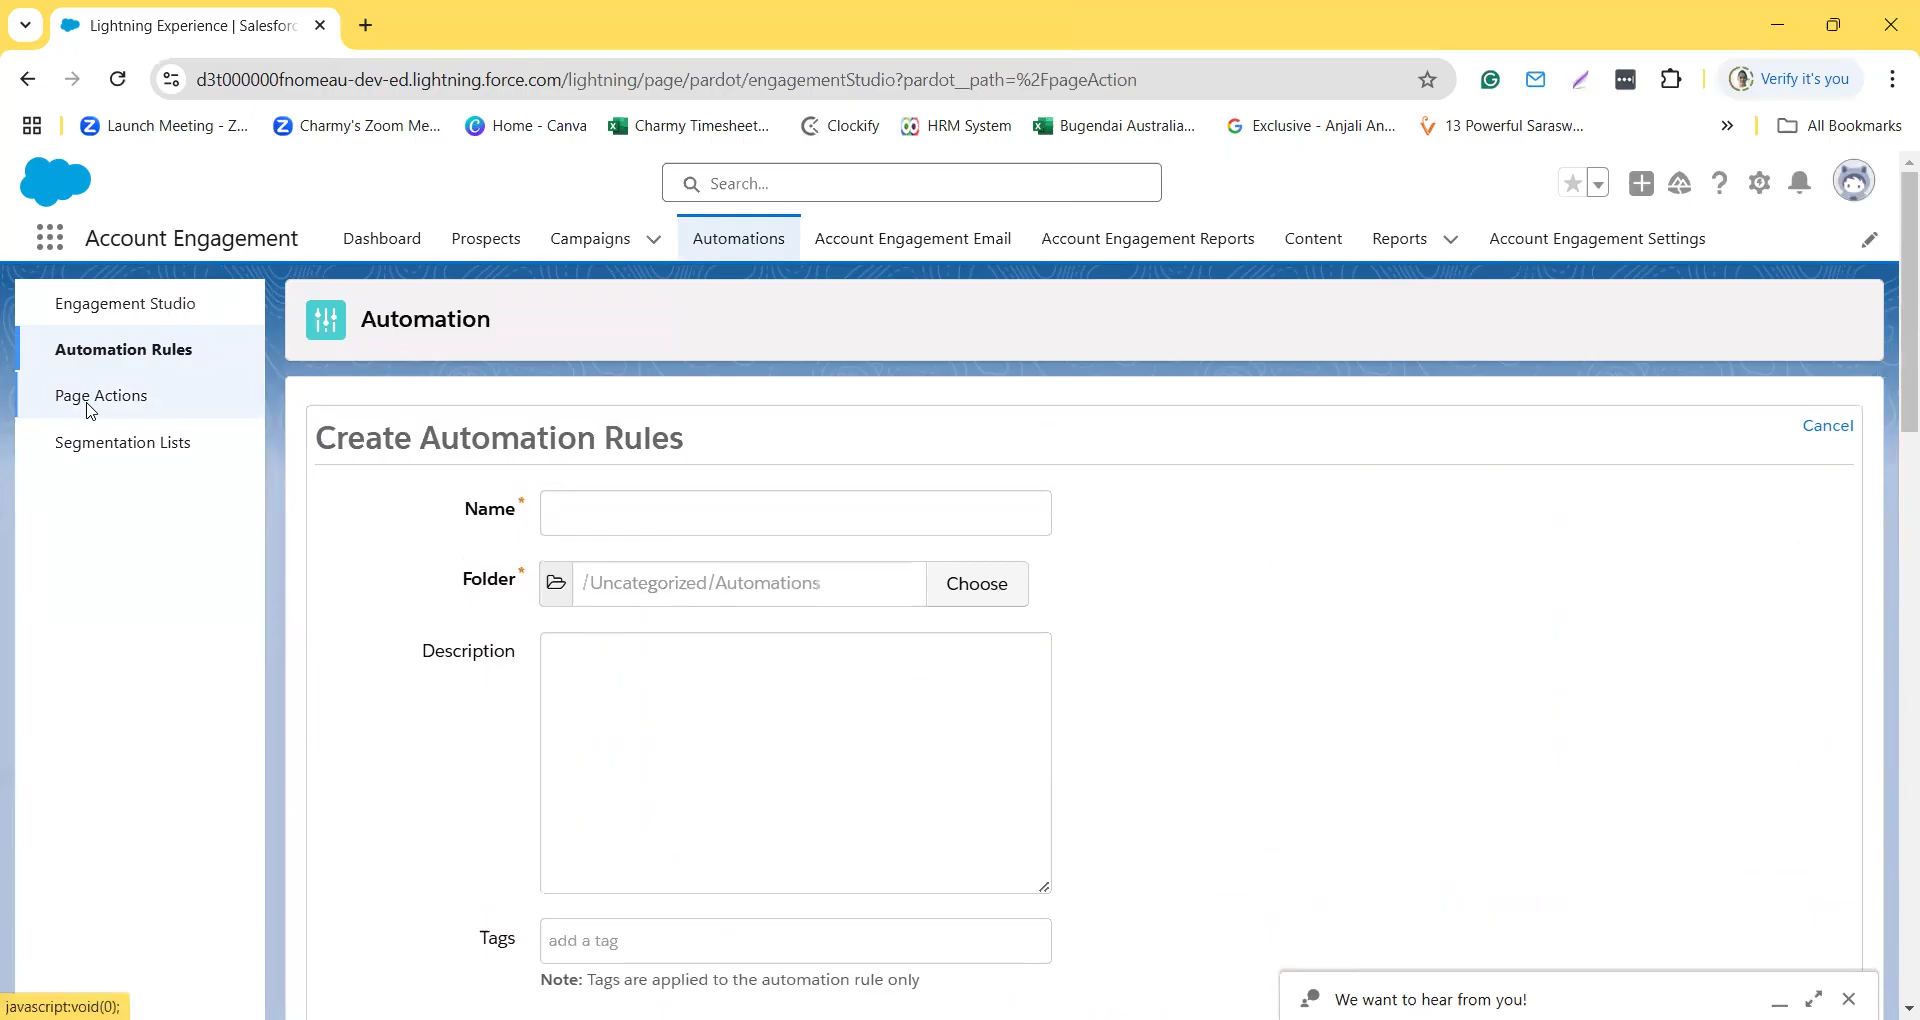 Lightning Experience | Salesforc
d3t000000fnomeau-dev-ed.lightning.force.com/lightning/page/pardot/engagementStudio?pardot__path=%2FpageAction
Verify it's you
Launch Meeting - Z...
Charmy's Zoom Me...
Home - Canva
Charmy Timesheet...
Clockify
HRM System
Bugendai Australia...
Exclusive - Anjali An...
13 Powerful Sarasw...
All Bookmarks
Search...
Account Engagement
Dashboard
Prospects
Campaigns
Automations
Account Engagement Email
Account Engagement Reports
Content
Reports
Account Engagement Settings
Engagement Studio
Automation Rules
Page Actions
Segmentation Lists
Automation
Create Automation Rules
Cancel
Name*
Folder*
/Uncategorized/Automations
Choose
Description
Tags
add a tag
Note: Tags are applied to the automation rule only
We want to hear from you!
javascript:void(0);